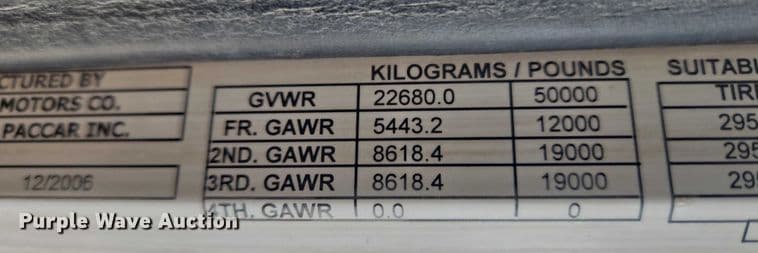 CTURED BY
MOTORS CO.
PACCAR INC.
12/2006
KILOGRAMS / POUNDS
GVWR 22680.0 50000
FR. GAWR 5443.2 12000
2ND. GAWR 8618.4 19000
3RD. GAWR 8618.4 19000
4TH. GAWR 0.0 0
SUITABL
TIRE
295
295
29
Purple Wave Auction